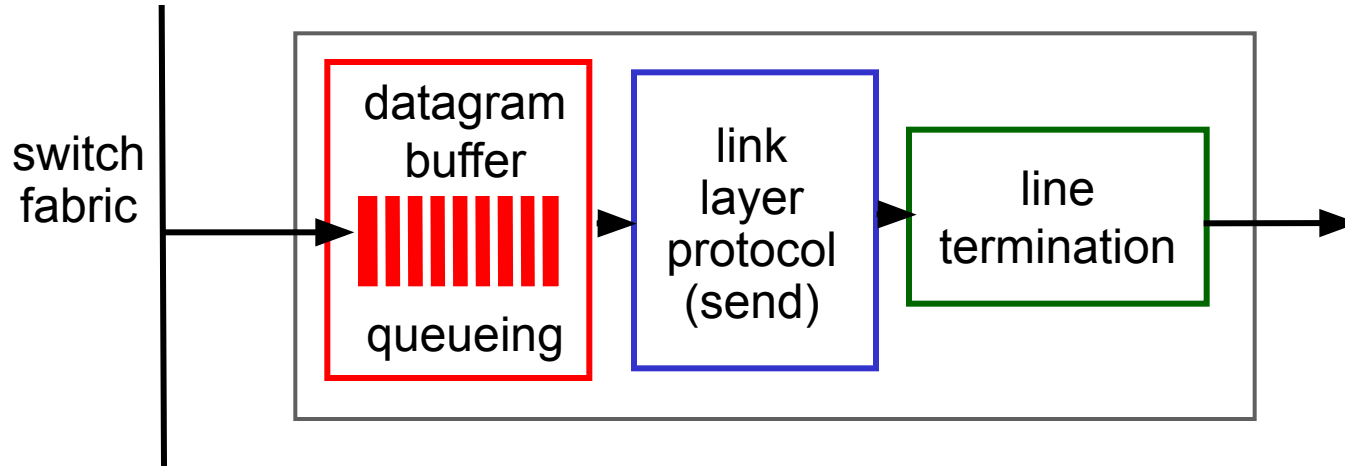 switch
fabric
datagram
buffer
queueing
link
layer
protocol
(send)
line
termination